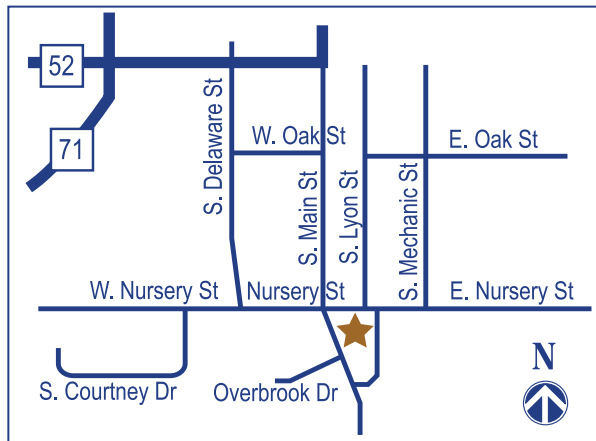 52
71
S. Delaware St
W. Oak St
S. Main St
S. Lyon St
S. Mechanic St
E. Oak St
W. Nursery St
Nursery St
E. Nursery St
S. Courtney Dr
Overbrook Dr
N